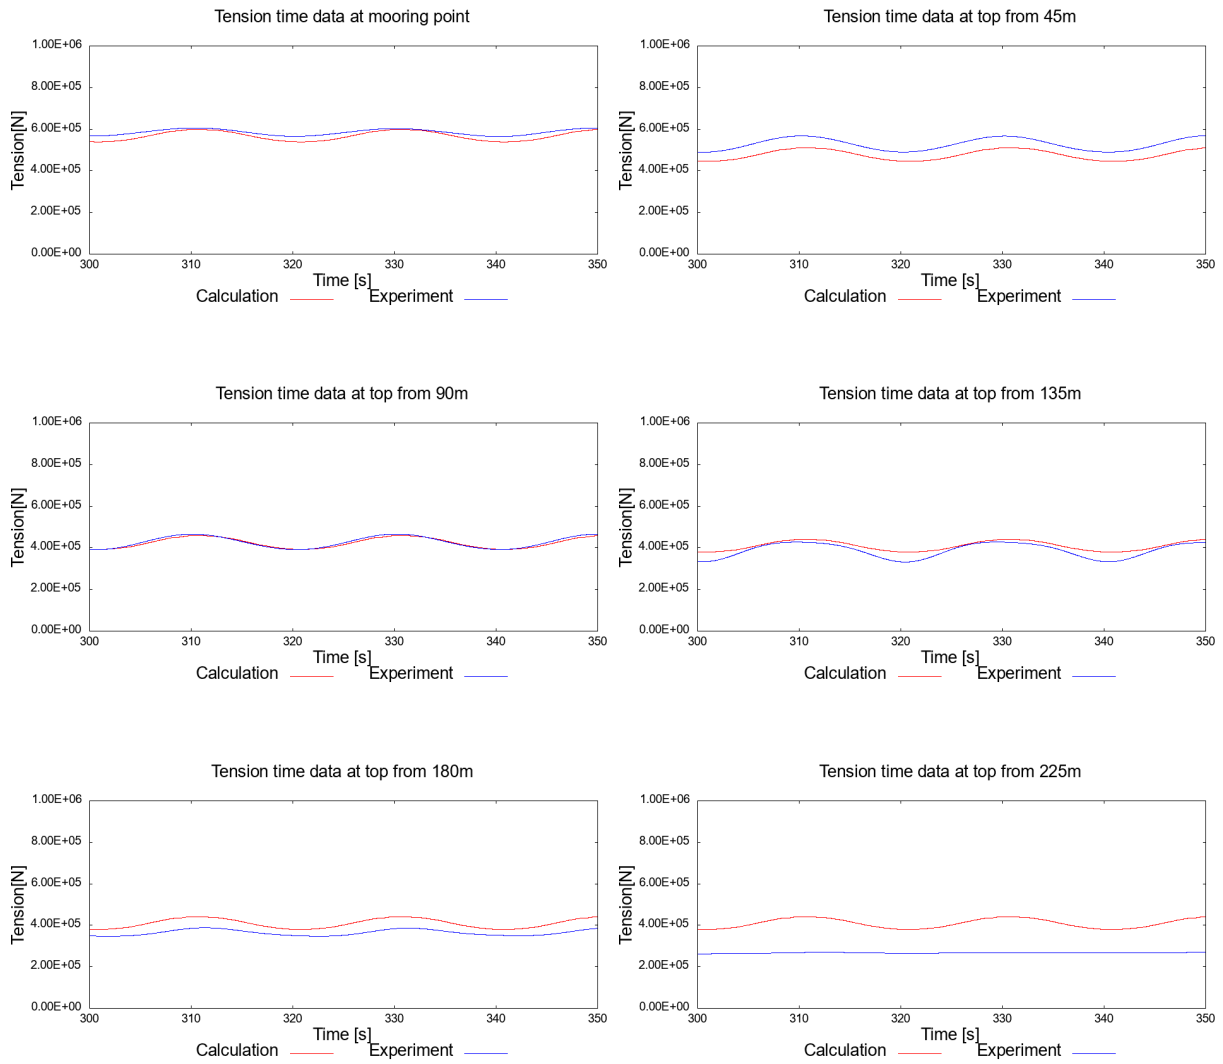 Tension time data at mooring point
1.00E+06
8.00E+05
6.00E+05
4.00E+05
2.00E+05
0.00E+00
Tension[N]
300 310 320 330 340 350
Time [s]
Calculation Experiment
Tension time data at top from 45m
1.00E+06
8.00E+05
6.00E+05
4.00E+05
2.00E+05
0.00E+00
Tension[N]
300 310 320 330 340 350
Time [s]
Calculation Experiment
Tension time data at top from 90m
1.00E+06
8.00E+05
6.00E+05
4.00E+05
2.00E+05
0.00E+00
Tension[N]
300 310 320 330 340 350
Time [s]
Calculation Experiment
Tension time data at top from 135m
1.00E+06
8.00E+05
6.00E+05
4.00E+05
2.00E+05
0.00E+00
Tension[N]
300 310 320 330 340 350
Time [s]
Calculation Experiment
Tension time data at top from 180m
1.00E+06
8.00E+05
6.00E+05
4.00E+05
2.00E+05
0.00E+00
Tension[N]
300 310 320 330 340 350
Time [s]
Calculation Experiment
Tension time data at top from 225m
1.00E+06
8.00E+05
6.00E+05
4.00E+05
2.00E+05
0.00E+00
Tension[N]
300 310 320 330 340 350
Time [s]
Calculation Experiment